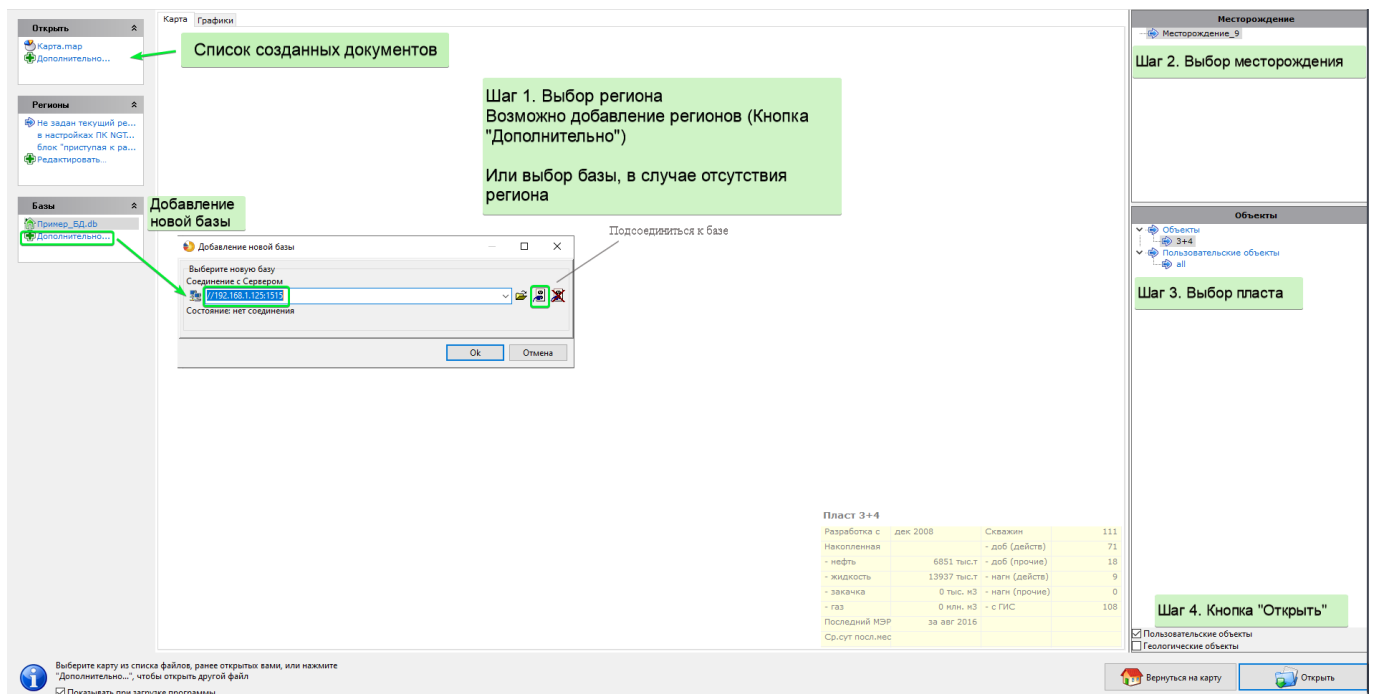 Открыть
Карта.map
Дополнительно...
Регионы
Не задан текущий ре...
в настройках ПК NGT...
блок "приступая к ра...
Редактировать...
Базы
Пример_БД.db
Дополнительно...
Карта
Графики
Список созданных документов
Шаг 1. Выбор региона
Возможно добавление регионов (Кнопка
"Дополнительно")
Или выбор базы, в случае отсутствия
региона
Добавление
новой базы
Подсоединиться к базе
Добавление новой базы
Выберите новую базу
Соединение с Сервером
//192.168.1.125:1515
Состояние: нет соединения
Ok
Отмена
Пласт 3+4
Разработка с дек 2008 Скважин 111
Накопленная - доб (действ) 71
- нефть 6851 тыс.т - доб (прочие) 18
- жидкость 13937 тыс.т - нагн (действ) 9
- закачка 0 тыс. м3 - нагн (прочие) 0
- газ 0 млн. м3 - с ГИС 108
Последний МЭР за авг 2016
Ср.сут посл.мес
Месторождение
Месторождение_9
Шаг 2. Выбор месторождения
Объекты
Объекты
3+4
Пользовательские объекты
all
Шаг 3. Выбор пласта
Шаг 4. Кнопка "Открыть"
Пользовательские объекты
Геологические объекты
Выберите карту из списка файлов, ранее открытых вами, или нажмите
"Дополнительно...", чтобы открыть другой файл
Показывать при загрузке программы
Вернуться на карту
Открыть